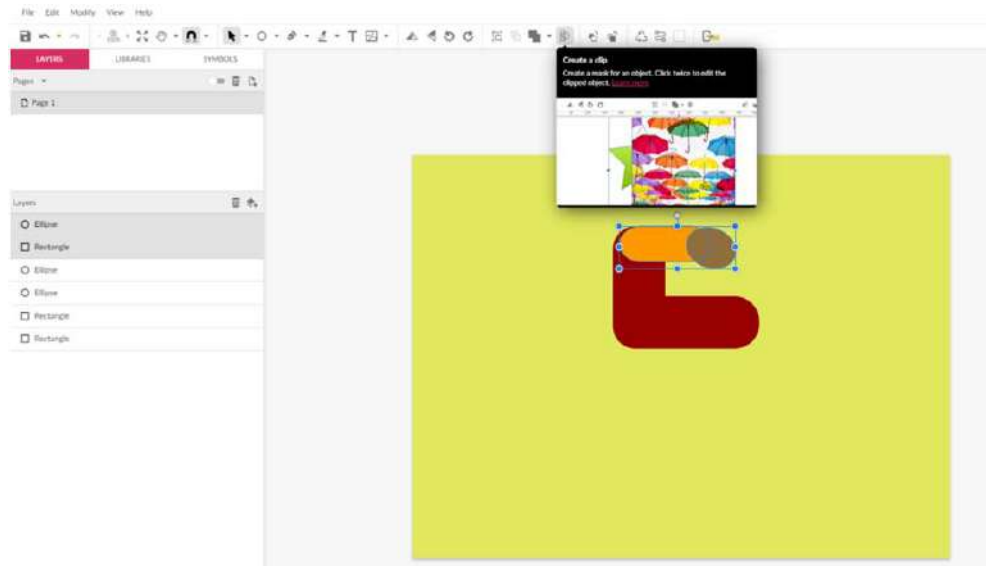 File Edit Modify View Help
LAYERS LIBRARIES SYMBOLS
Pages
Page 1
Layers
Ellipse
Rectangle
Ellipse
Ellipse
Rectangle
Rectangle
Create a clip
Create a mask for an object. Click twice to edit the
clipped object. Learn more